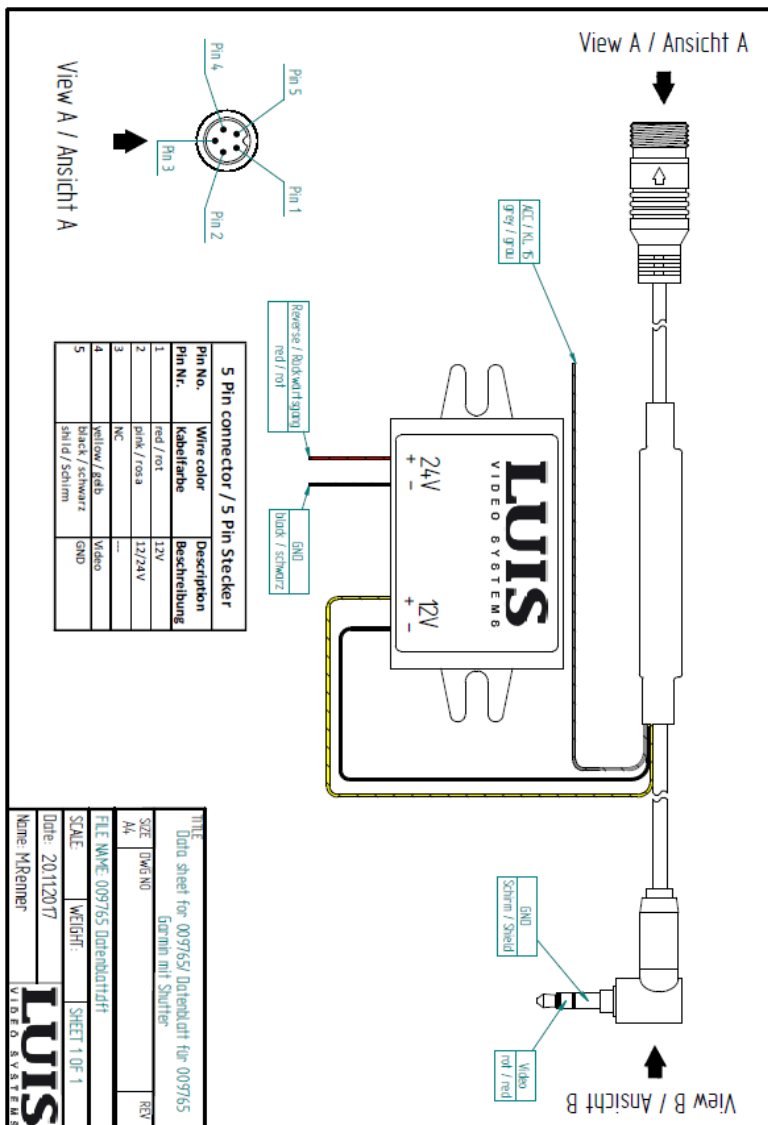 View A / Ansicht A
ACC / KL. 15
grey / grau
Pin 5
Pin 4
Pin 3
Pin 1
Pin 2
View A / Ansicht A
LUIS
VIDEO SYSTEMS
24V
+ -
12V
+ -
Reverse / Rückwärtsgang
red / rot
GND
black / schwarz
5 Pin connector / 5 Pin Stecker
Pin No. Wire color Description
Pin Nr. Kabelfarbe Beschreibung
1 red / rot 12V
2 pink / rosa 12/24V
3 NC ---
4 yellow / gelb Video
5 black / schwarz
shild / Schirm GND
GND
Schirm / Shield
Video
rot / red
View B / Ansicht B
TITLE
Data sheet for 009765/ Datenblatt für 009765
Garmin mit Shutter
SIZE DWG NO REV
A4
FILE NAME: 009765 Datenblatt.dft
SCALE: WEIGHT: SHEET 1 OF 1
Date: 20.11.2017
Name: M.Renner
LUIS
VIDEO SYSTEMS